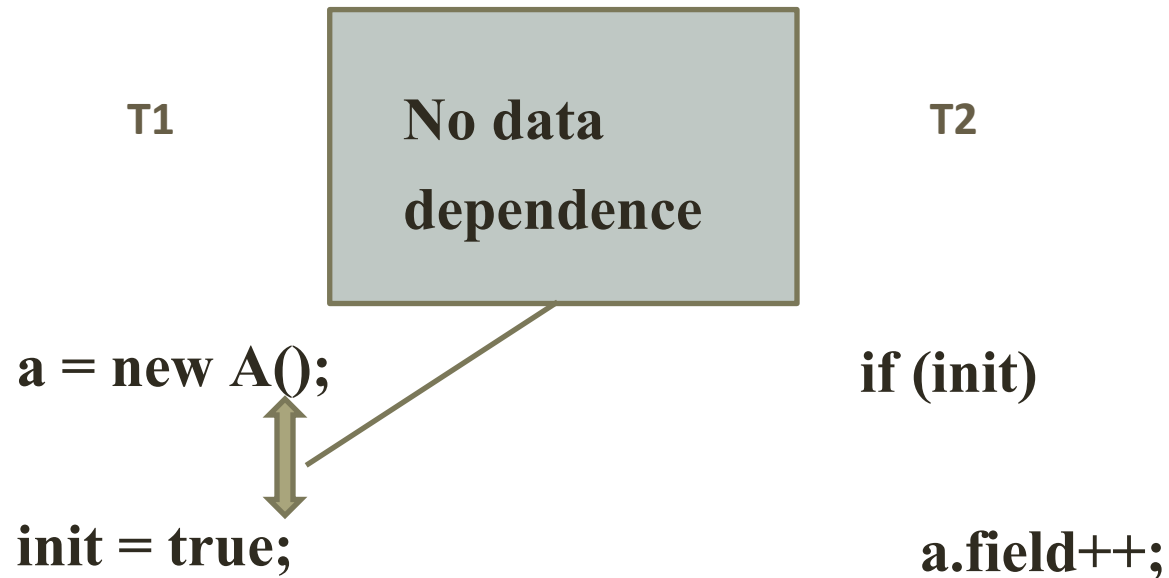 T1
No data
dependence
T2
a = new A();
if (init)
init = true;
a.field++;